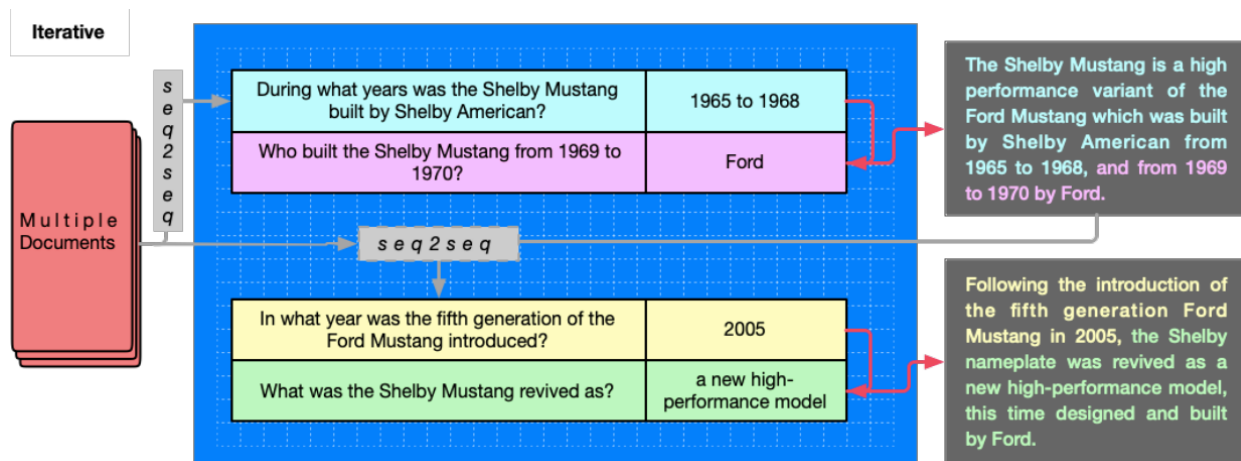 Iterative
s
e
q
2
s
e
q
Multiple
Documents
During what years was the Shelby Mustang
built by Shelby American?
1965 to 1968
Who built the Shelby Mustang from 1969 to
1970?
Ford
The Shelby Mustang is a high
performance variant of the
Ford Mustang which was built
by Shelby American from
1965 to 1968, and from 1969
to 1970 by Ford.
seq2seq
In what year was the fifth generation of the
Ford Mustang introduced?
2005
What was the Shelby Mustang revived as?
a new high-
performance model
Following the introduction of
the fifth generation Ford
Mustang in 2005, the Shelby
nameplate was revived as a
new high-performance model,
this time designed and built
by Ford.